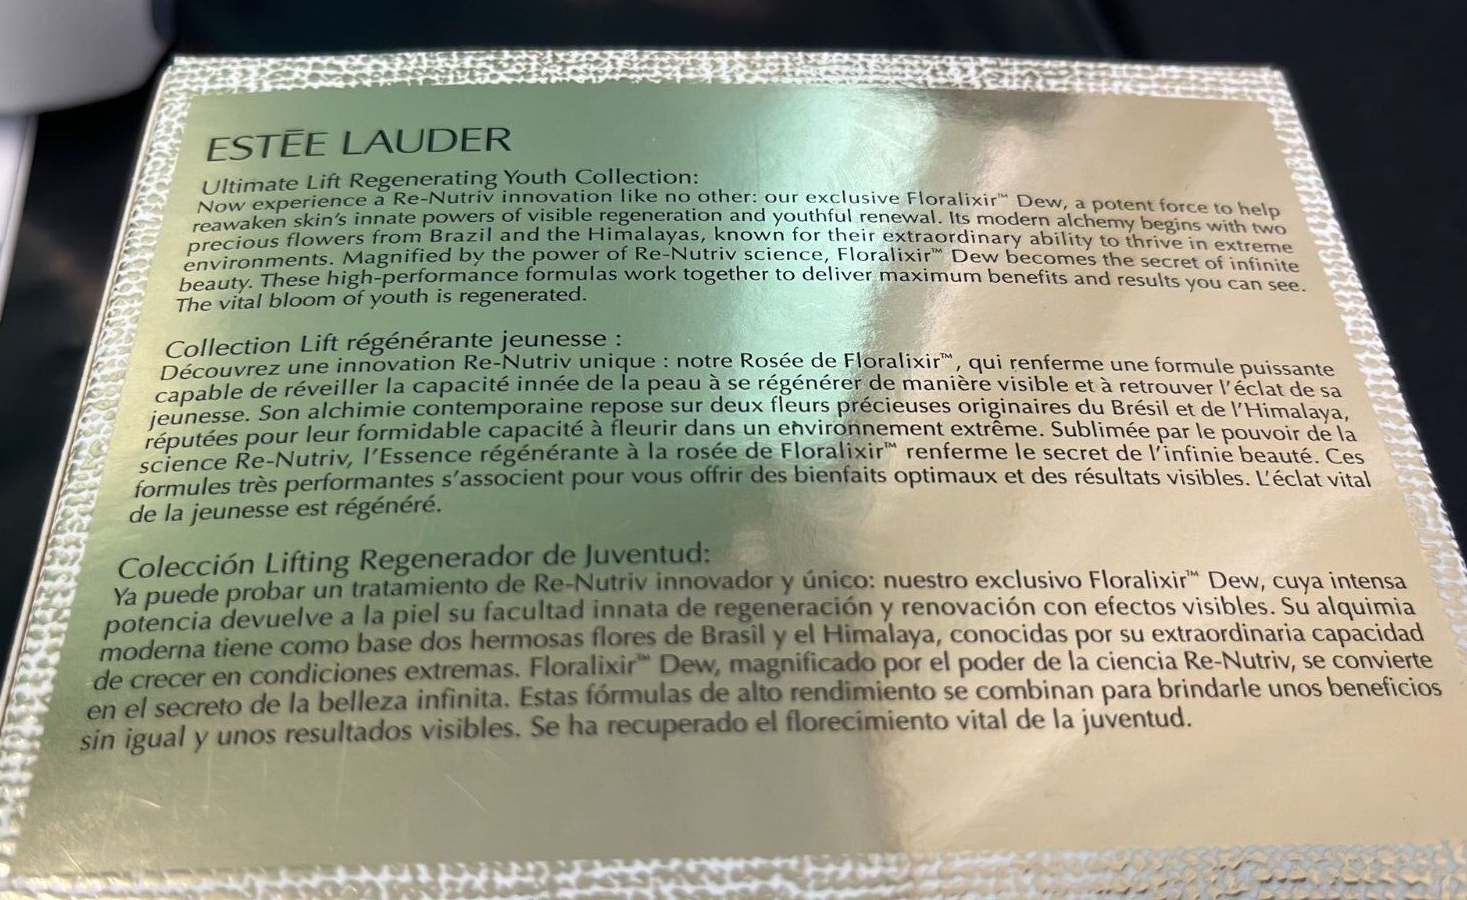 ESTĒE LAUDER
Ultimate Lift Regenerating Youth Collection:
Now experience a Re-Nutriv innovation like no other: our exclusive Floralixir™ Dew, a potent force to help
reawaken skin's innate powers of visible regeneration and youthful renewal. Its modern alchemy begins with two
precious flowers from Brazil and the Himalayas, known for their extraordinary ability to thrive in extreme
environments. Magnified by the power of Re-Nutriv science, Floralixir™ Dew becomes the secret of infinite
beauty. These high-performance formulas work together to deliver maximum benefits and results you can see.
The vital bloom of youth is regenerated.
Collection Lift régénérante jeunesse :
Découvrez une innovation Re-Nutriv unique : notre Rosée de Floralixir™, qui renferme une formule puissante
capable de réveiller la capacité innée de la peau à se régénérer de manière visible et à retrouver l'éclat de sa
jeunesse. Son alchimie contemporaine repose sur deux fleurs précieuses originaires du Brésil et de l'Himalaya,
réputées pour leur formidable capacité à fleurir dans un environnement extrême. Sublimée par le pouvoir de la
science Re-Nutriv, l'Essence régénérante à la rosée de Floralixir™ renferme le secret de l'infinie beauté. Ces
formules très performantes s'associent pour vous offrir des bienfaits optimaux et des résultats visibles. L'éclat vital
de la jeunesse est régénéré.
Colección Lifting Regenerador de Juventud:
Ya puede probar un tratamiento de Re-Nutriv innovador y único: nuestro exclusivo Floralixir™ Dew, cuya intensa
potencia devuelve a la piel su facultad innata de regeneración y renovación con efectos visibles. Su alquimia
moderna tiene como base dos hermosas flores de Brasil y el Himalaya, conocidas por su extraordinaria capacidad
de crecer en condiciones extremas. Floralixir™ Dew, magnificado por el poder de la ciencia Re-Nutriv, se convierte
en el secreto de la belleza infinita. Estas fórmulas de alto rendimiento se combinan para brindarle unos beneficios
sin igual y unos resultados visibles. Se ha recuperado el florecimiento vital de la juventud.